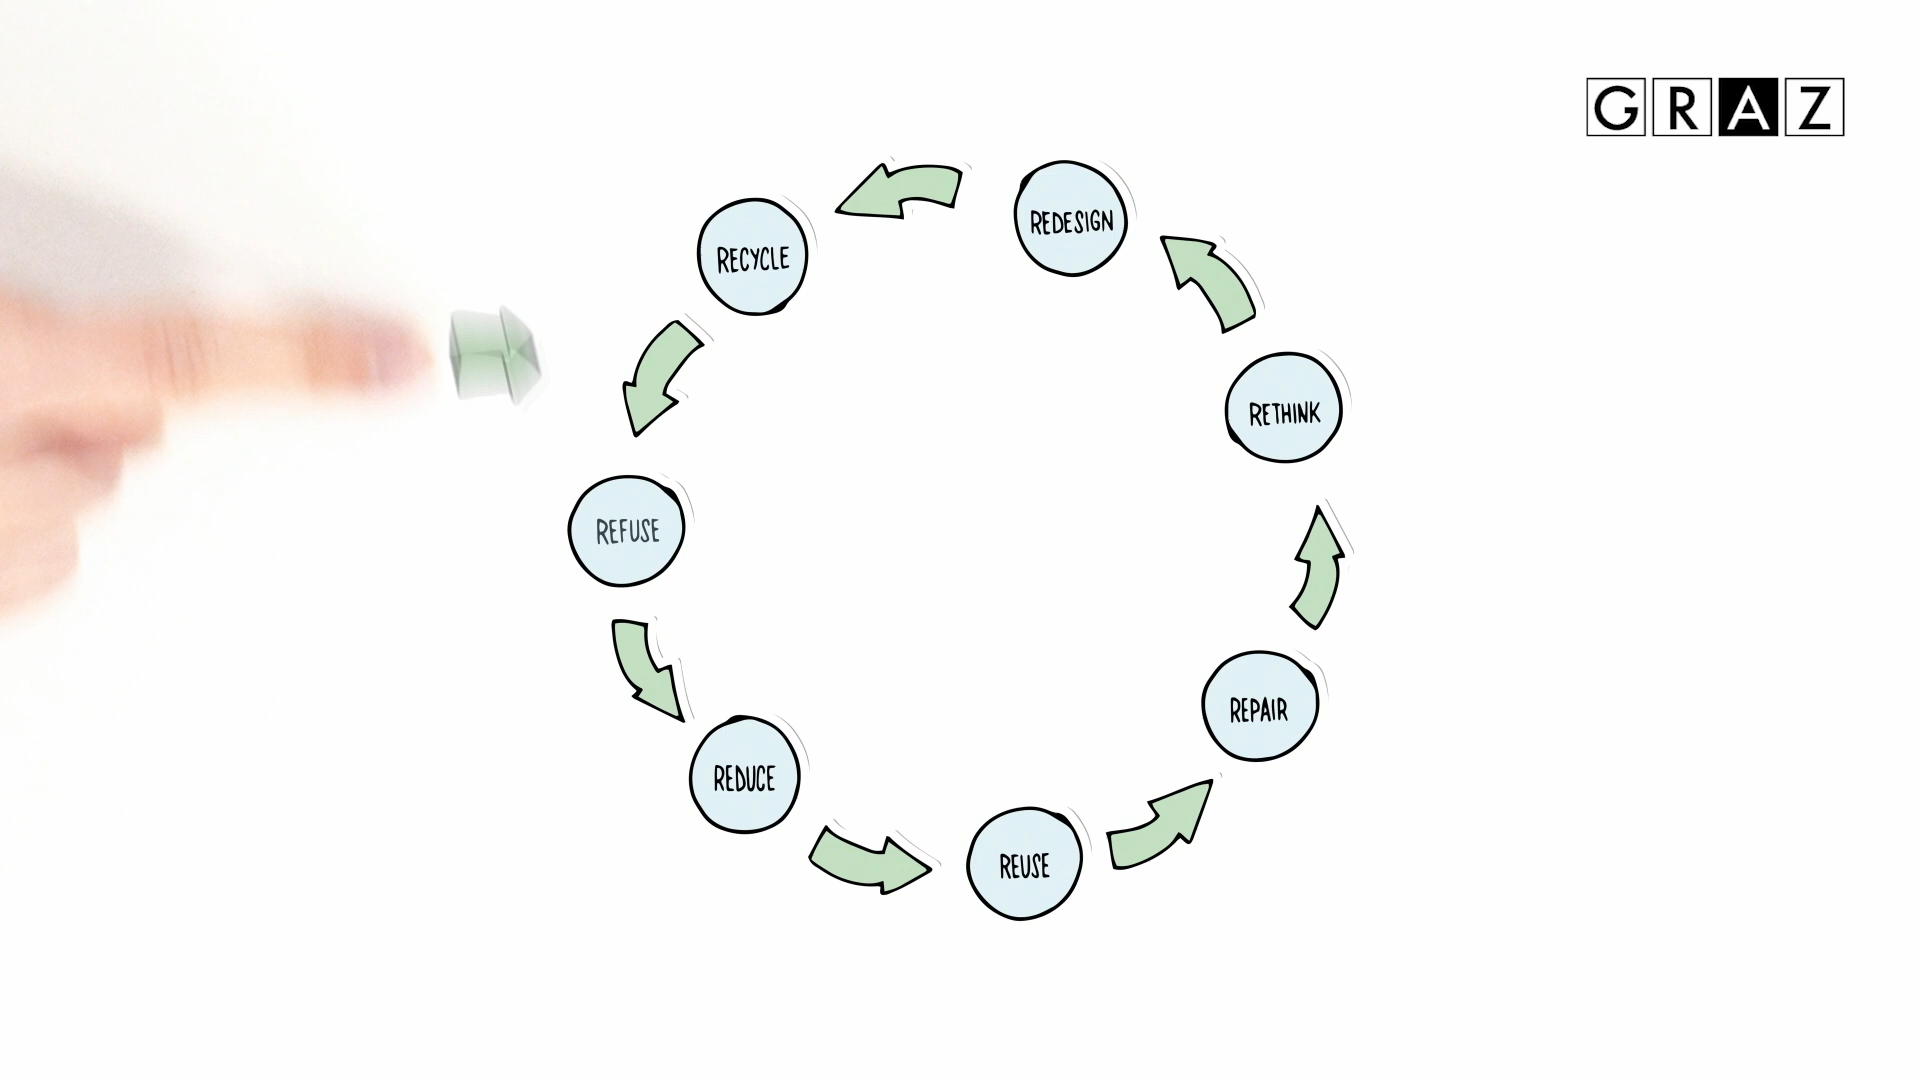 GRAZ
REDESIGN
RECYCLE
RETHINK
REFUSE
REPAIR
REDUCE
REUSE